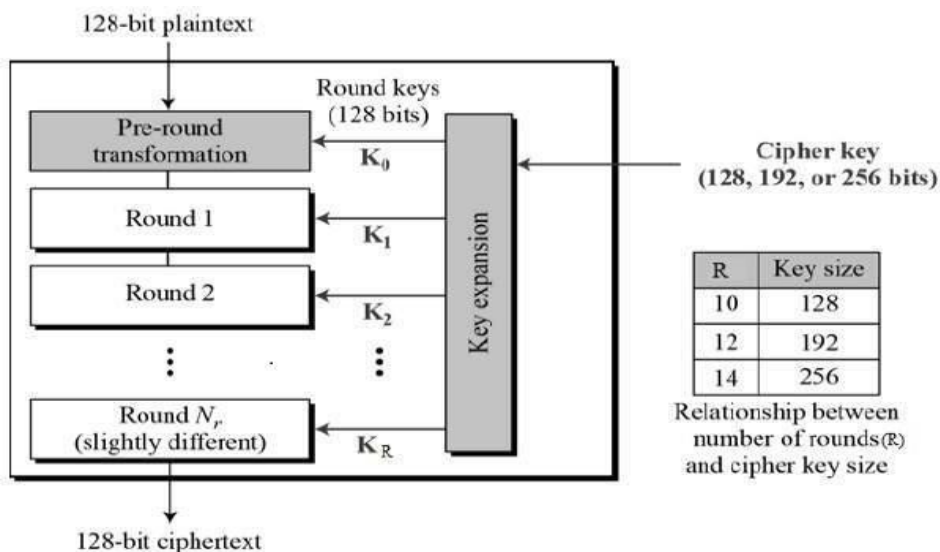 128-bit plaintext
Round keys
(128 bits)
Pre-round
transformation
K0
Cipher key
(128, 192, or 256 bits)
Round 1
K1
Key expansion
Round 2
K2
R Key size
10 128
12 192
14 256
Relationship between
number of rounds(R)
and cipher key size
Round Nr
(slightly different)
KR
128-bit ciphertext